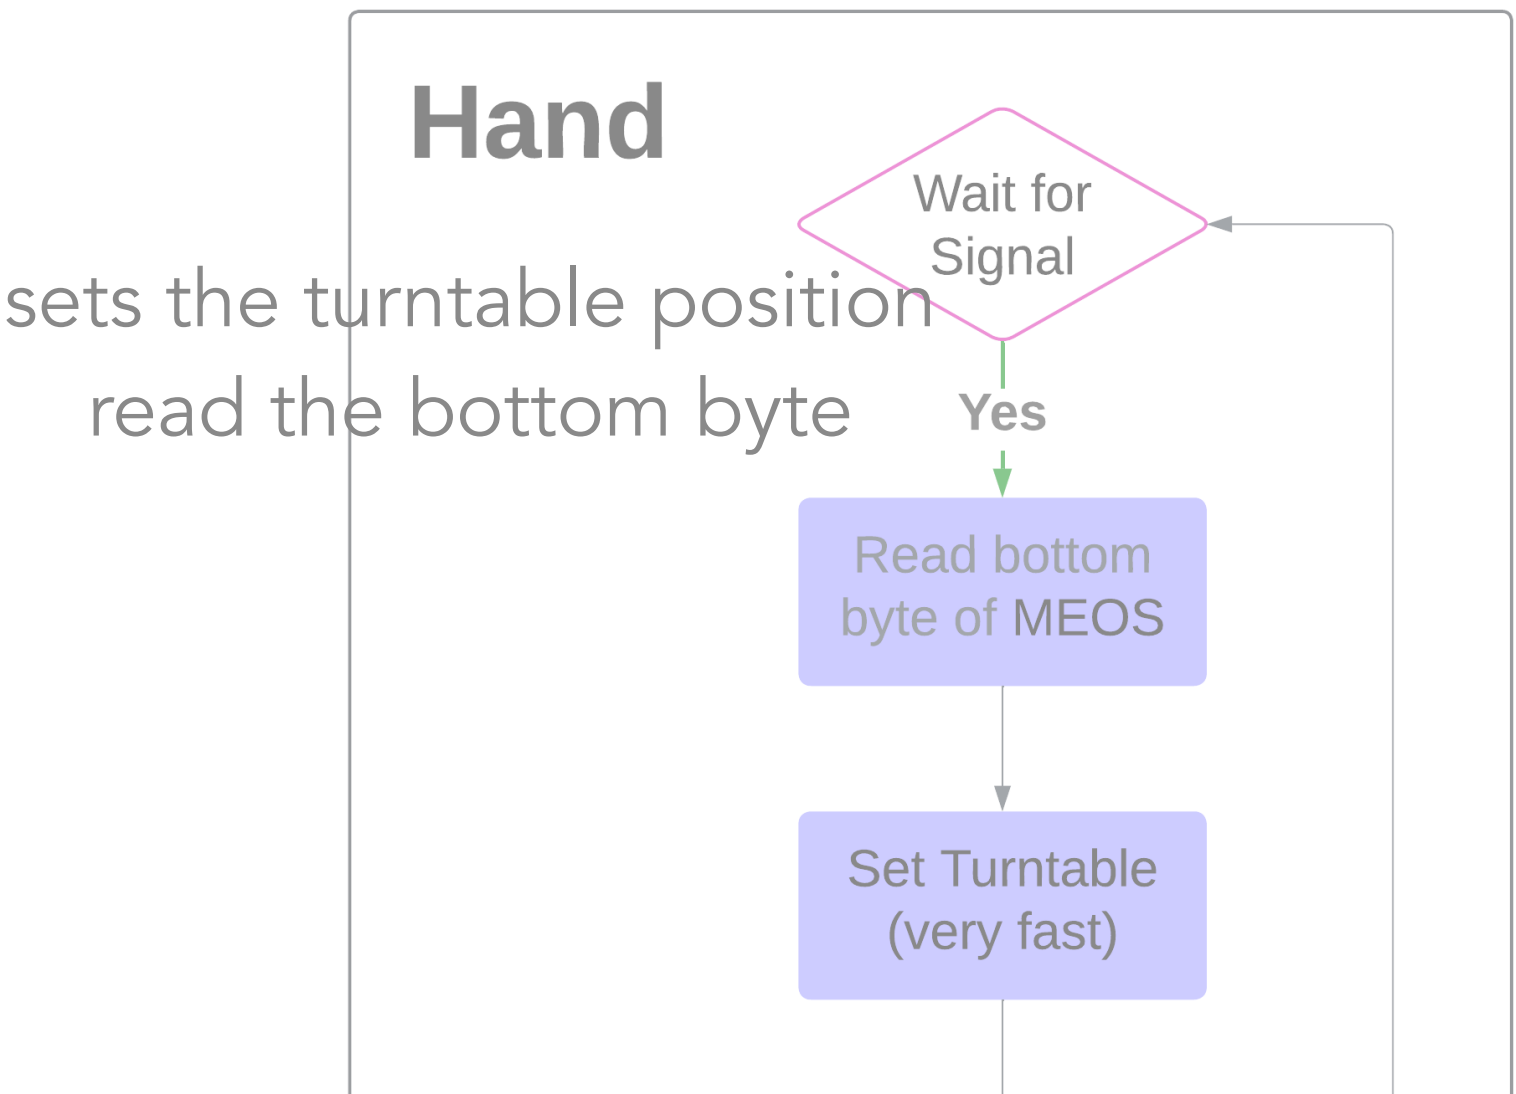 Hand
Wait for
Signal
sets the turntable position
read the bottom byte
Yes
Read bottom
byte of MEOS
Set Turntable
(very fast)